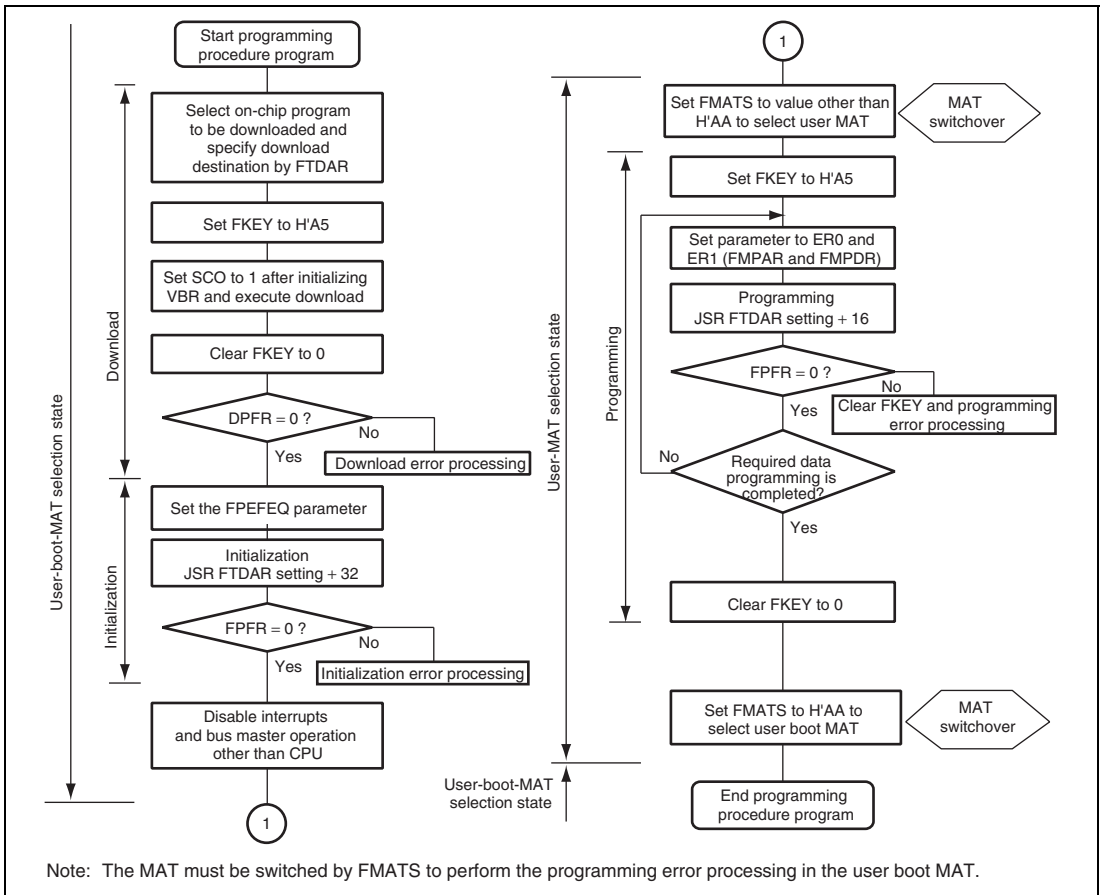 Start programming
procedure program
Select on-chip program
to be downloaded and
specify download
destination by FTDAR
Set FKEY to H'A5
Set SCO to 1 after initializing
VBR and execute download
Clear FKEY to 0
DPFR = 0 ?
No
Yes
Download error processing
Set the FPEFEQ parameter
Initialization
JSR FTDAR setting + 32
FPFR = 0 ?
No
Yes
Initialization error processing
Disable interrupts
and bus master operation
other than CPU
1
Download
Initialization
User-boot-MAT selection state
1
Set FMATS to value other than
H'AA to select user MAT
MAT
switchover
Set FKEY to H'A5
Set parameter to ER0 and
ER1 (FMPAR and FMPDR)
Programming
JSR FTDAR setting + 16
FPFR = 0 ?
No
Yes
Clear FKEY and programming
error processing
No
Required data
programming is
completed?
Yes
Clear FKEY to 0
Set FMATS to H'AA to
select user boot MAT
MAT
switchover
End programming
procedure program
Programming
User-MAT selection state
User-boot-MAT
selection state
Note: The MAT must be switched by FMATS to perform the programming error processing in the user boot MAT.